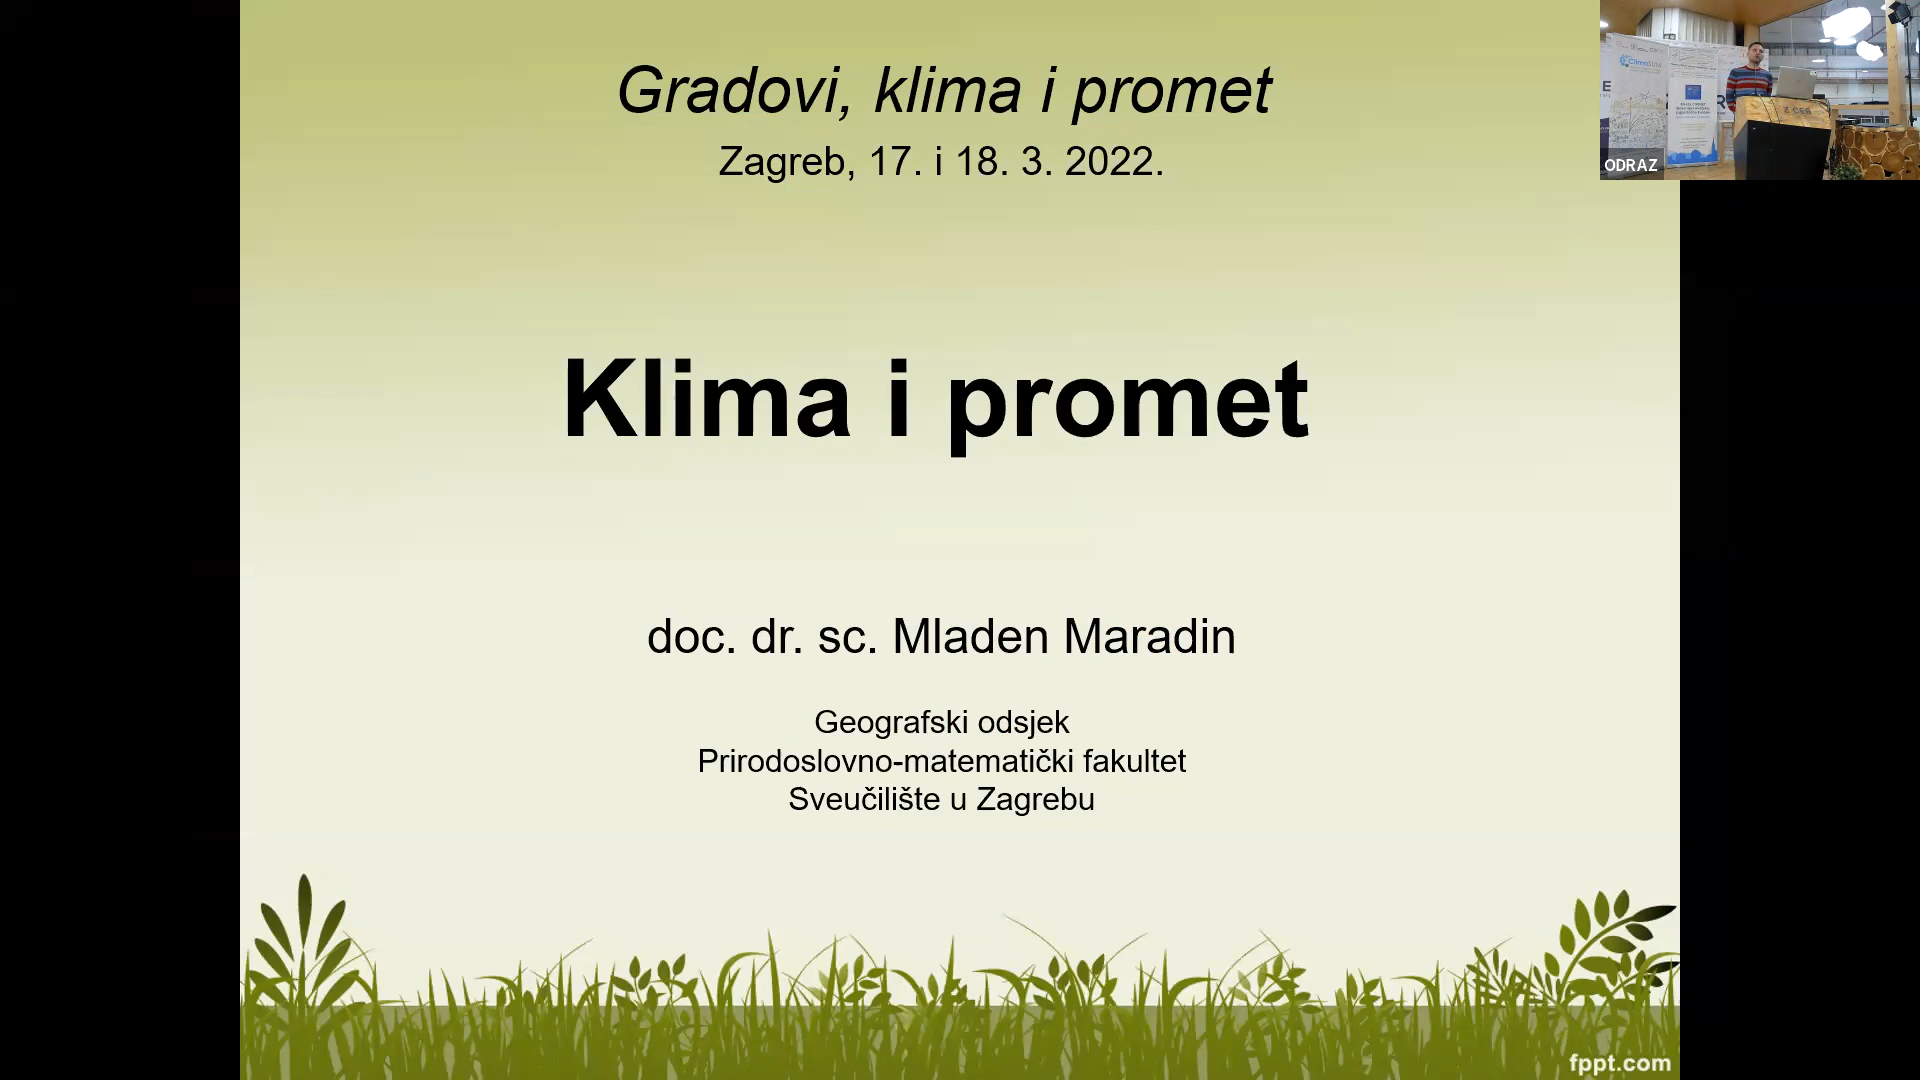 Gradovi, klima i promet
Zagreb, 17. i 18. 3. 2022.
Klima i promet
doc. dr. sc. Mladen Maradin
Geografski odsjek
Prirodoslovno-matematički fakultet
Sveučilište u Zagrebu
fppt.com
ODRAZ